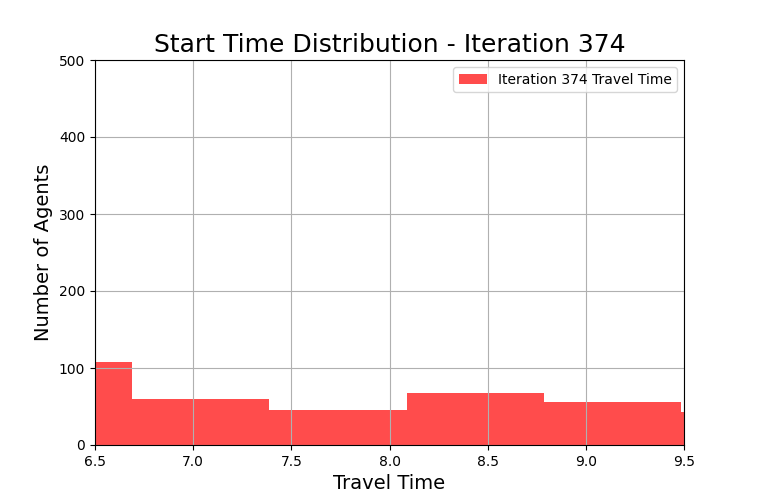 Start Time Distribution - Iteration 374
Iteration 374 Travel Time
Number of Agents
500
400
300
200
100
0
6.5 7.0 7.5 8.0 8.5 9.0 9.5
Travel Time